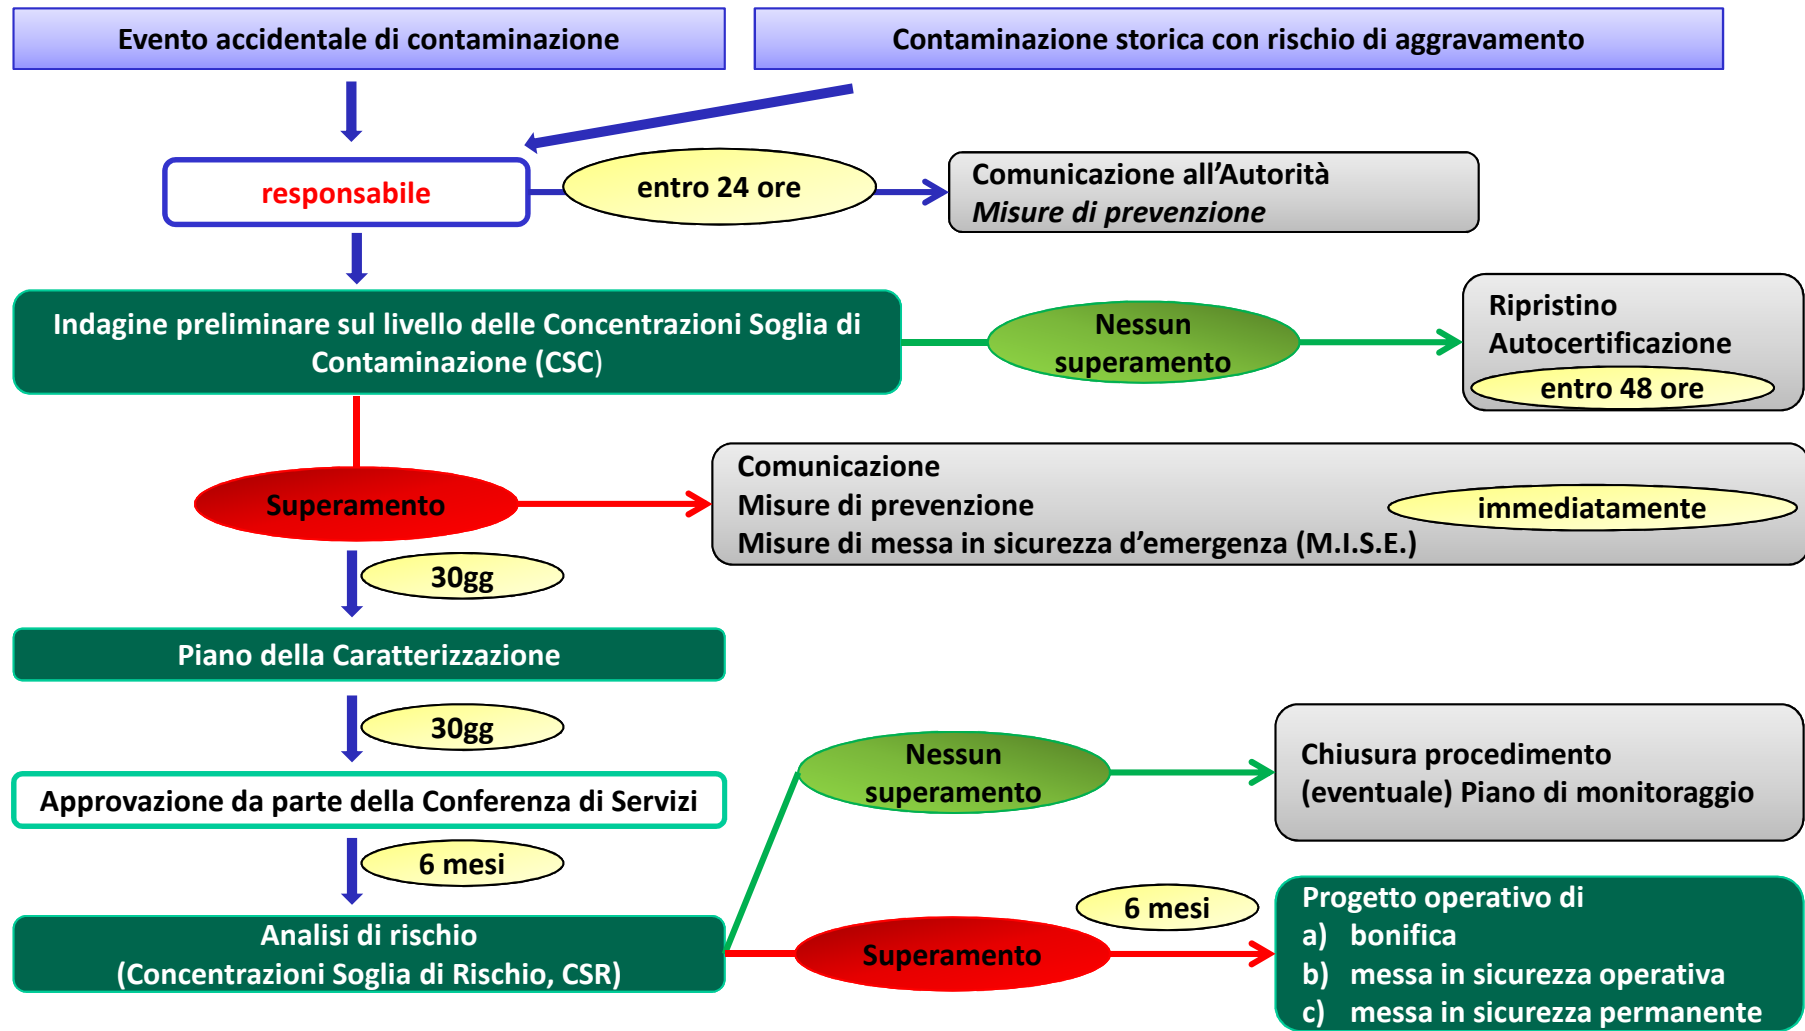 Evento accidentale di contaminazione
Contaminazione storica con rischio di aggravamento
responsabile
entro 24 ore
Comunicazione all’Autorità
Misure di prevenzione
Indagine preliminare sul livello delle Concentrazioni Soglia di
Contaminazione (CSC)
Nessun
superamento
Ripristino
Autocertificazione
entro 48 ore
Superamento
Comunicazione
Misure di prevenzione
Misure di messa in sicurezza d’emergenza (M.I.S.E.)
immediatamente
30gg
Piano della Caratterizzazione
30gg
Approvazione da parte della Conferenza di Servizi
6 mesi
Analisi di rischio
(Concentrazioni Soglia di Rischio, CSR)
Nessun
superamento
Chiusura procedimento
(eventuale) Piano di monitoraggio
Superamento
6 mesi
Progetto operativo di
a) bonifica
b) messa in sicurezza operativa
c) messa in sicurezza permanente